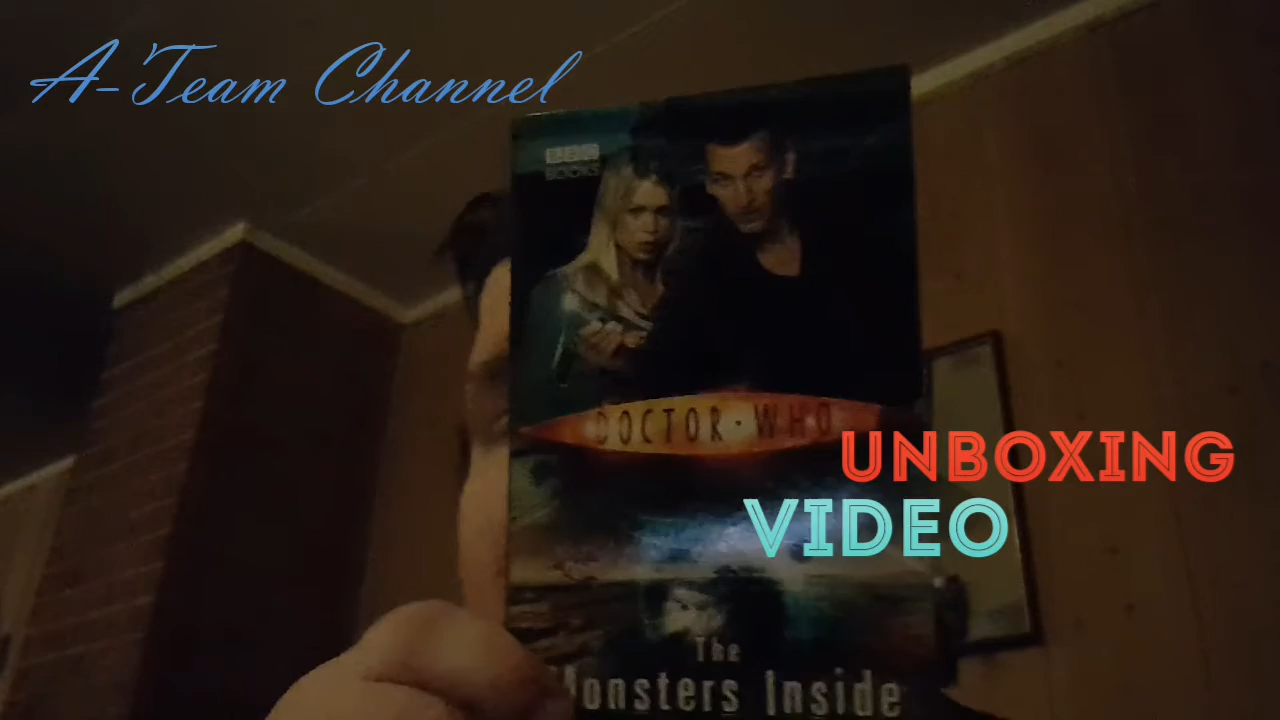 A-Team Channel
BBC
BOOKS
DOCTOR·WHO
UNBOXING
VIDEO
The
Monsters Inside